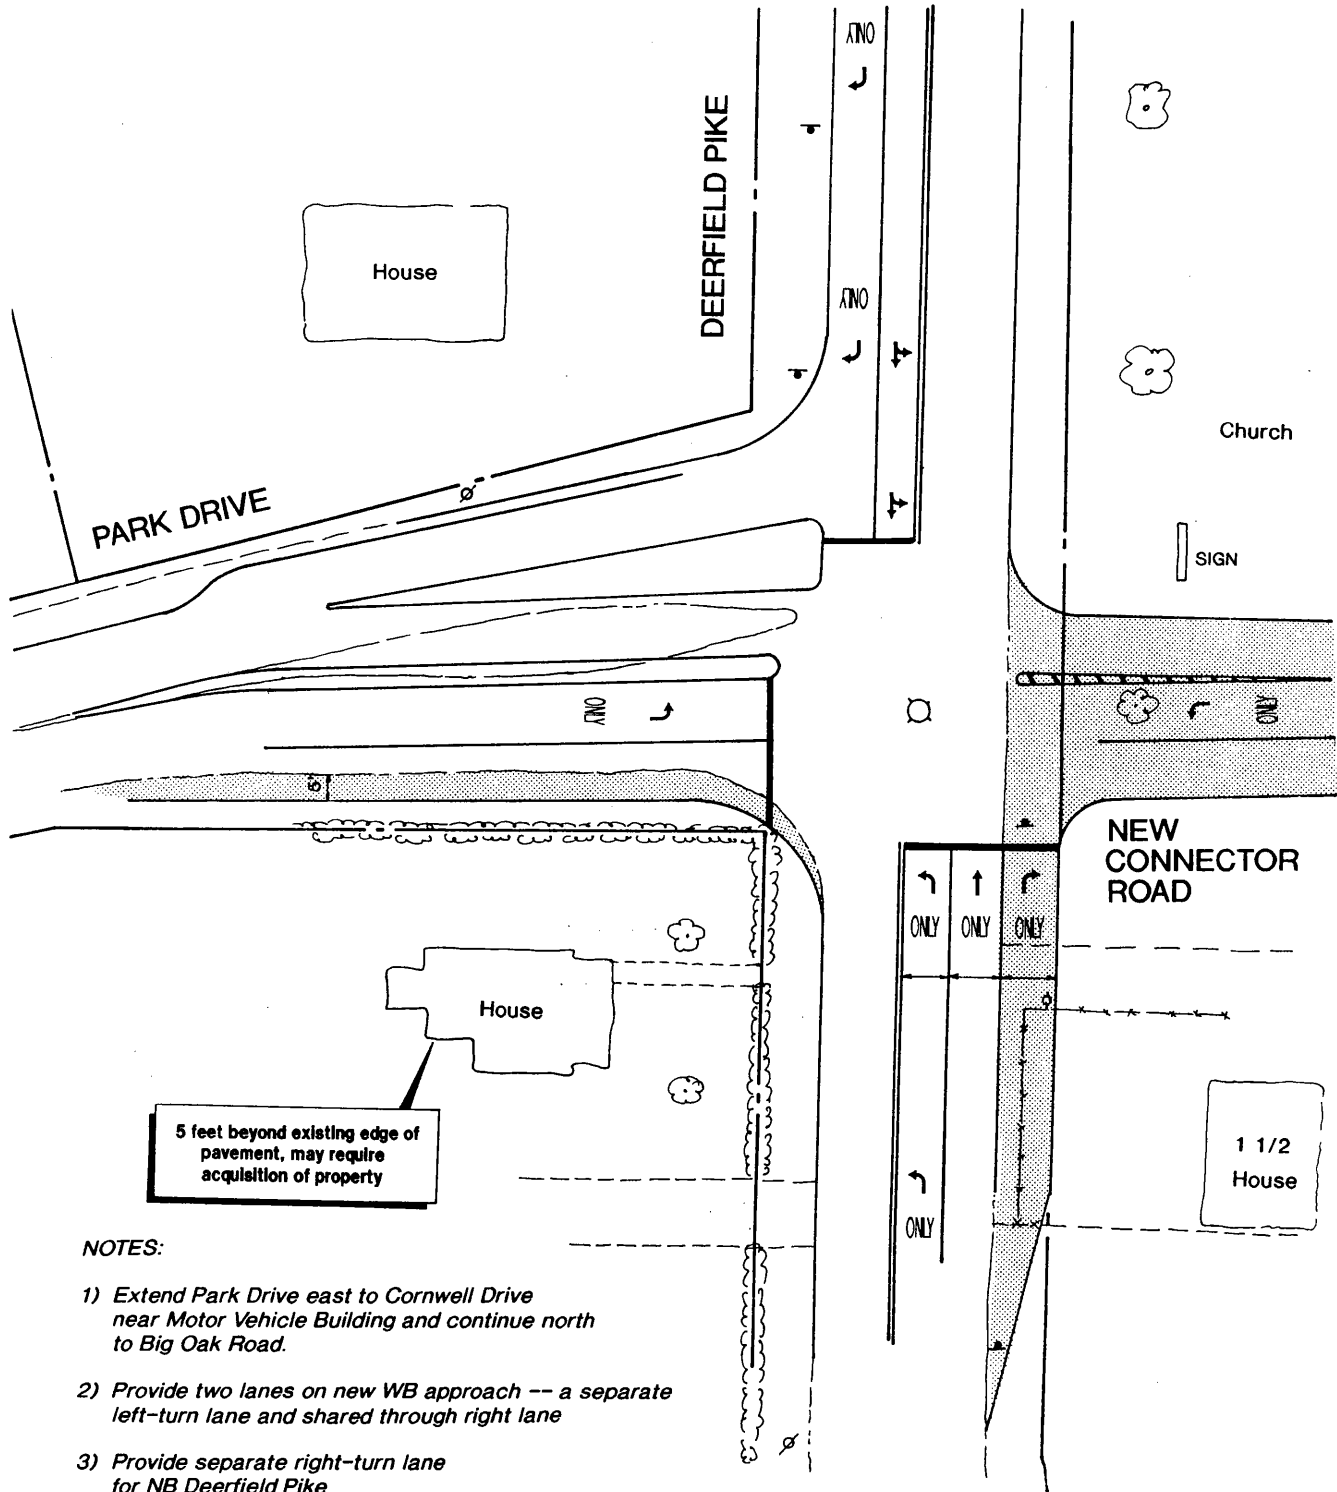 ONLY
DEERFIELD PIKE
House
ONLY
Church
PARK DRIVE
SIGN
ONLY
ONLY
5'
NEW
CONNECTOR
ROAD
ONLY
ONLY
ONLY
House
5 feet beyond existing edge of
pavement, may require
acquisition of property
1 1/2
House
ONLY
NOTES:
1) Extend Park Drive east to Cornwell Drive
near Motor Vehicle Building and continue north
to Big Oak Road.
2) Provide two lanes on new WB approach -- a separate
left-turn lane and shared through right lane
3) Provide separate right-turn lane
for NB Deerfield Pike